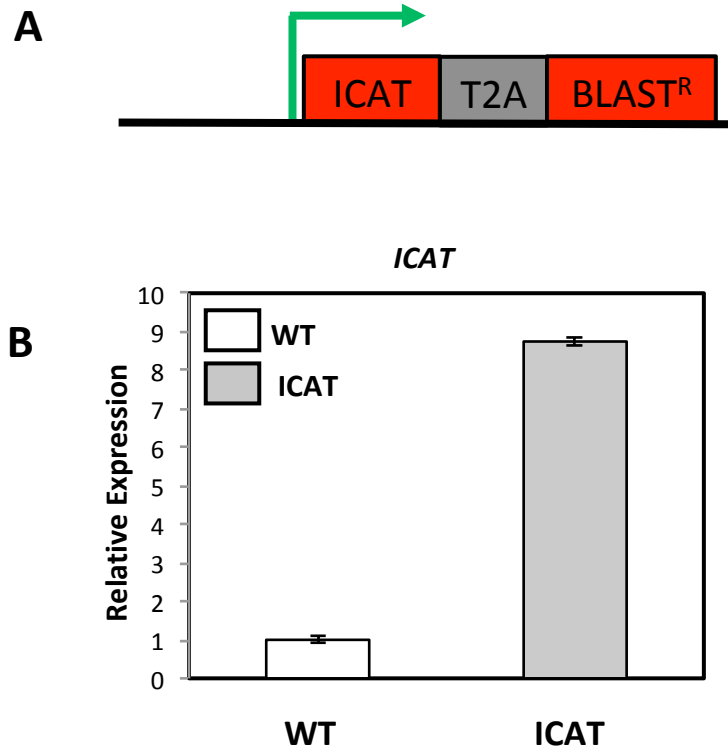 A
ICAT T2A BLASTᴿ
B
ICAT
Relative Expression
10
9
8
7
6
5
4
3
2
1
0
WT
ICAT
WT ICAT